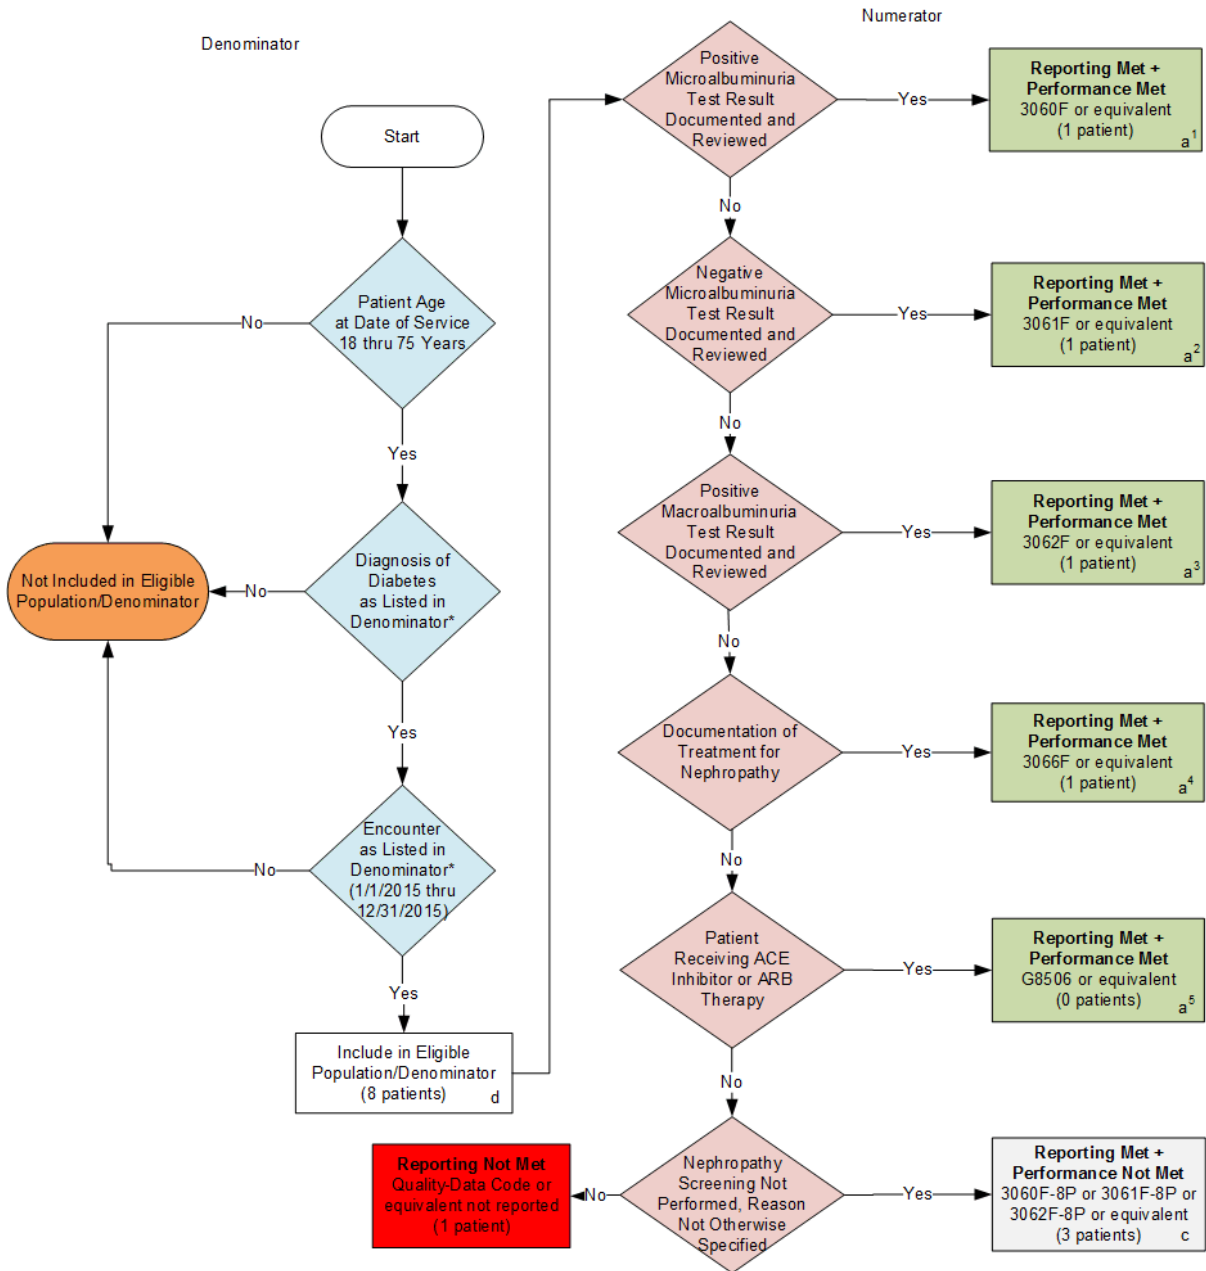 Denominator
Start
Patient Age
at Date of Service
18 thru 75 Years
No
Yes
Diagnosis of
Diabetes
as Listed in
Denominator*
No
Not Included in Eligible
Population/Denominator
Yes
Encounter
as Listed in
Denominator*
(1/1/2015 thru
12/31/2015)
No
Yes
Include in Eligible
Population/Denominator
(8 patients)
d
Numerator
Positive
Microalbuminuria
Test Result
Documented and
Reviewed
Yes
Reporting Met +
Performance Met
3060F or equivalent
(1 patient)
a1
No
Negative
Microalbuminuria
Test Result
Documented and
Reviewed
Yes
Reporting Met +
Performance Met
3061F or equivalent
(1 patient)
a2
No
Positive
Macroalbuminuria
Test Result
Documented and
Reviewed
Yes
Reporting Met +
Performance Met
3062F or equivalent
(1 patient)
a3
No
Documentation of
Treatment for
Nephropathy
Yes
Reporting Met +
Performance Met
3066F or equivalent
(1 patient)
a4
No
Patient
Receiving ACE
Inhibitor or ARB
Therapy
Yes
Reporting Met +
Performance Met
G8506 or equivalent
(0 patients)
a5
No
Nephropathy
Screening Not
Performed, Reason
Not Otherwise
Specified
Yes
Reporting Met +
Performance Not Met
3060F-8P or 3061F-8P or
3062F-8P or equivalent
(3 patients)
c
No
Reporting Not Met
Quality-Data Code or
equivalent not reported
(1 patient)